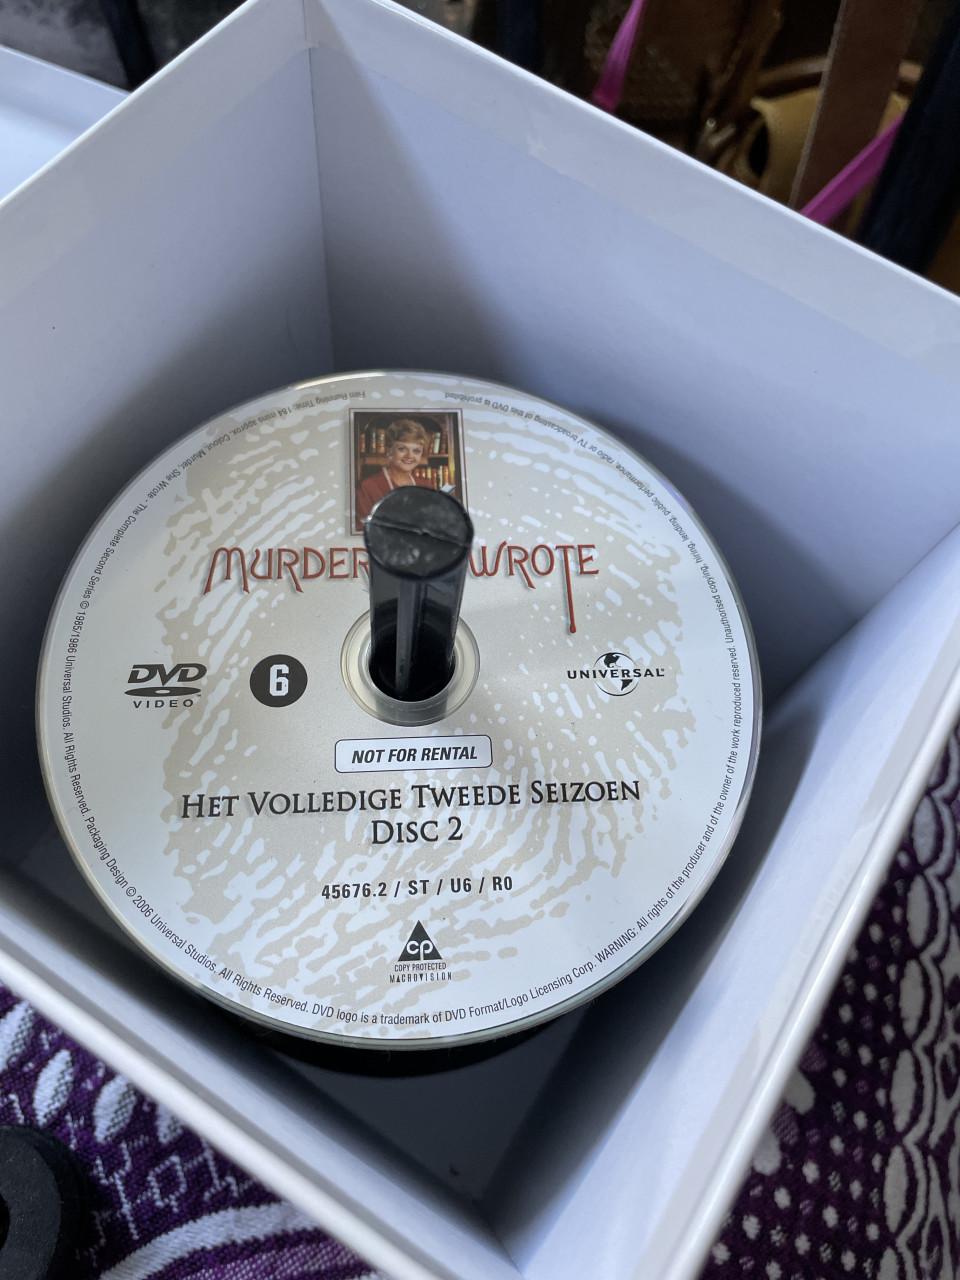 MURDER WROTE
DVD
VIDEO
6
UNIVERSAL
NOT FOR RENTAL
HET VOLLEDIGE TWEEDE SEIZOEN
DISC 2
45676.2 / ST / U6 / R0
CP
COPY PROTECTED
MACROVISION
Film Running Time: 184 mins approx. Colour. Murder, She Wrote - The Complete Second Series © 1985/1986 Universal Studios. All Rights Reserved. Packaging Design © 2006 Universal Studios. All Rights Reserved. DVD logo is a trademark of DVD Format/Logo Licensing Corp. WARNING: All rights of the producer and of the owner of the work reproduced reserved. Unauthorised copying, hiring, lending, public performance, radio or TV broadcasting of this DVD is prohibited